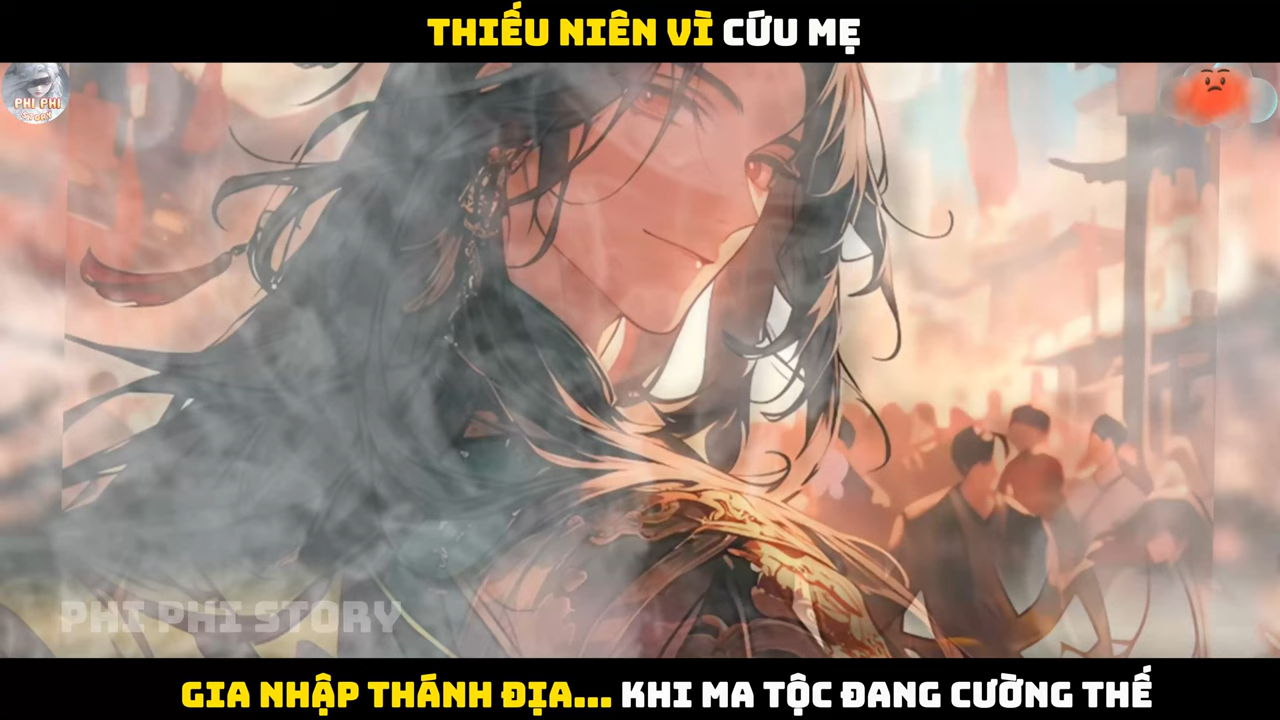 THIẾU NIÊN VÌ CỨU MẸ
PHI PHI
STORY
PHI PHI STORY
GIA NHẬP THÁNH ĐỊA... KHI MA TỘC ĐANG CƯỜNG THẾ